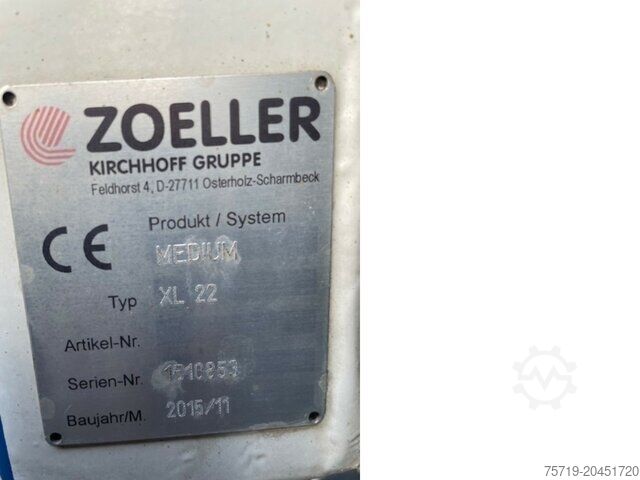 ZOELLER
KIRCHHOFF GRUPPE
Feldhorst 4, D-27711 Osterholz-Scharmbeck
CE
Produkt / System
MEDIUM
Typ XL 22
Artikel-Nr.
Serien-Nr.
Baujahr/M. 2015/11
75719-20451720